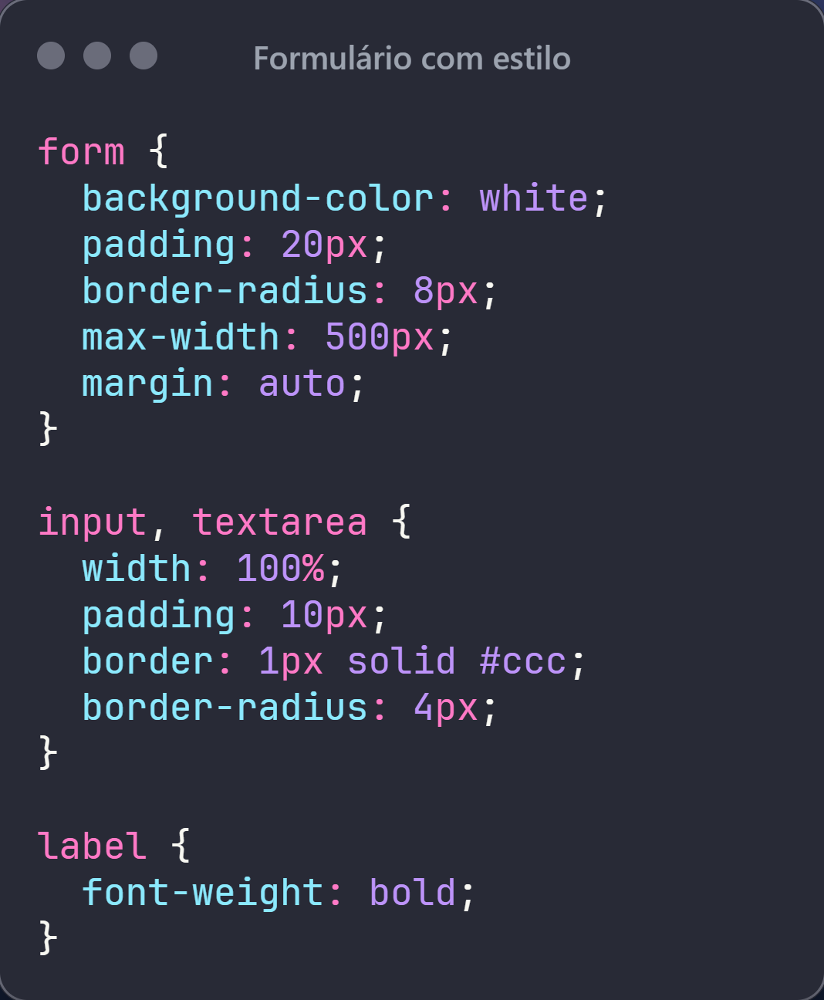 Formulário com estilo
form {
  background-color: white;
  padding: 20px;
  border-radius: 8px;
  max-width: 500px;
  margin: auto;
}
input, textarea {
  width: 100%;
  padding: 10px;
  border: 1px solid #ccc;
  border-radius: 4px;
}
label {
  font-weight: bold;
}